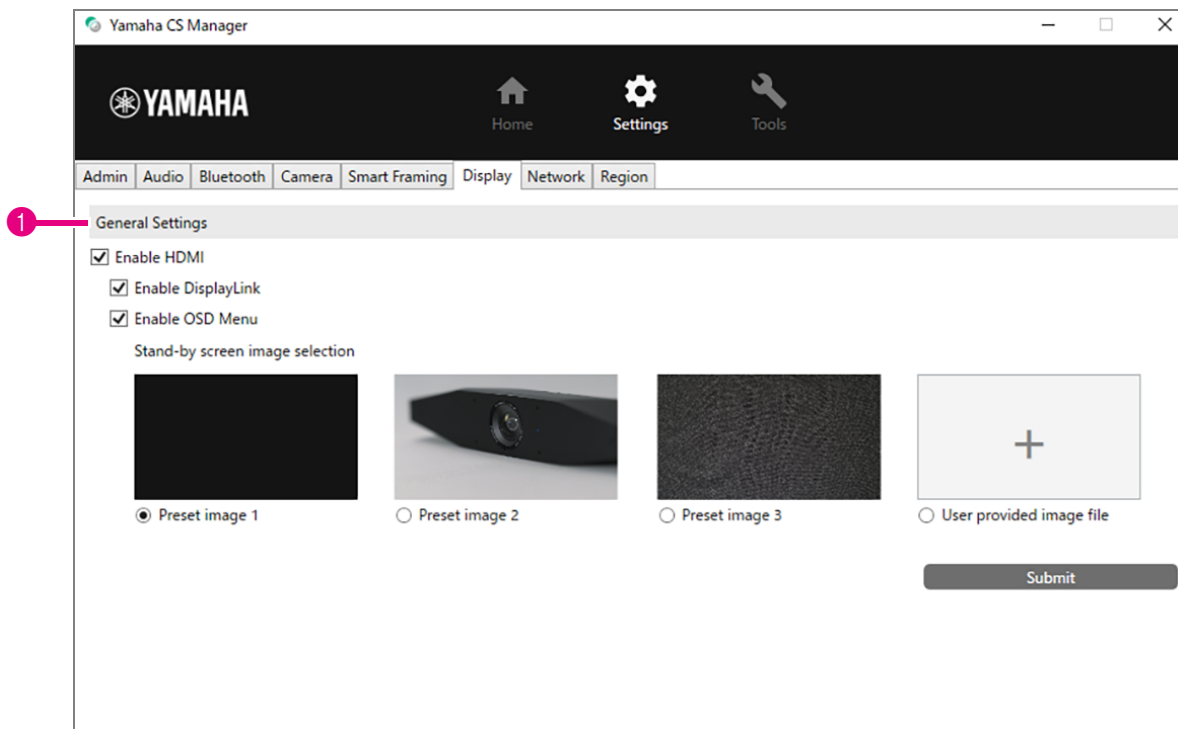 Yamaha CS Manager
YAMAHA
Home Settings Tools
Admin Audio Bluetooth Camera Smart Framing Display Network Region
1
General Settings
Enable HDMI
Enable DisplayLink
Enable OSD Menu
Stand-by screen image selection
Preset image 1 Preset image 2 Preset image 3 User provided image file
Submit